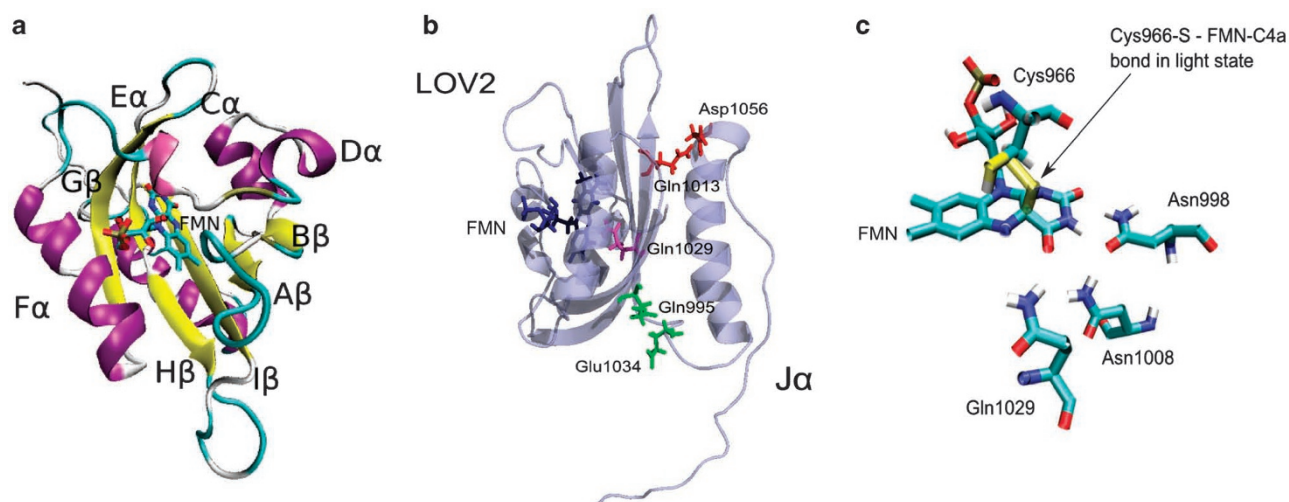 a
Eα
Cα
Dα
Gβ
FMN
Bβ
Aβ
Fα
Hβ
Iβ
b
LOV2
Asp1056
Gln1013
FMN
Gln1029
Gln995
Glu1034
Jα
c
Cys966-S - FMN-C4a
bond in light state
Cys966
Asn998
FMN
Asn1008
Gln1029